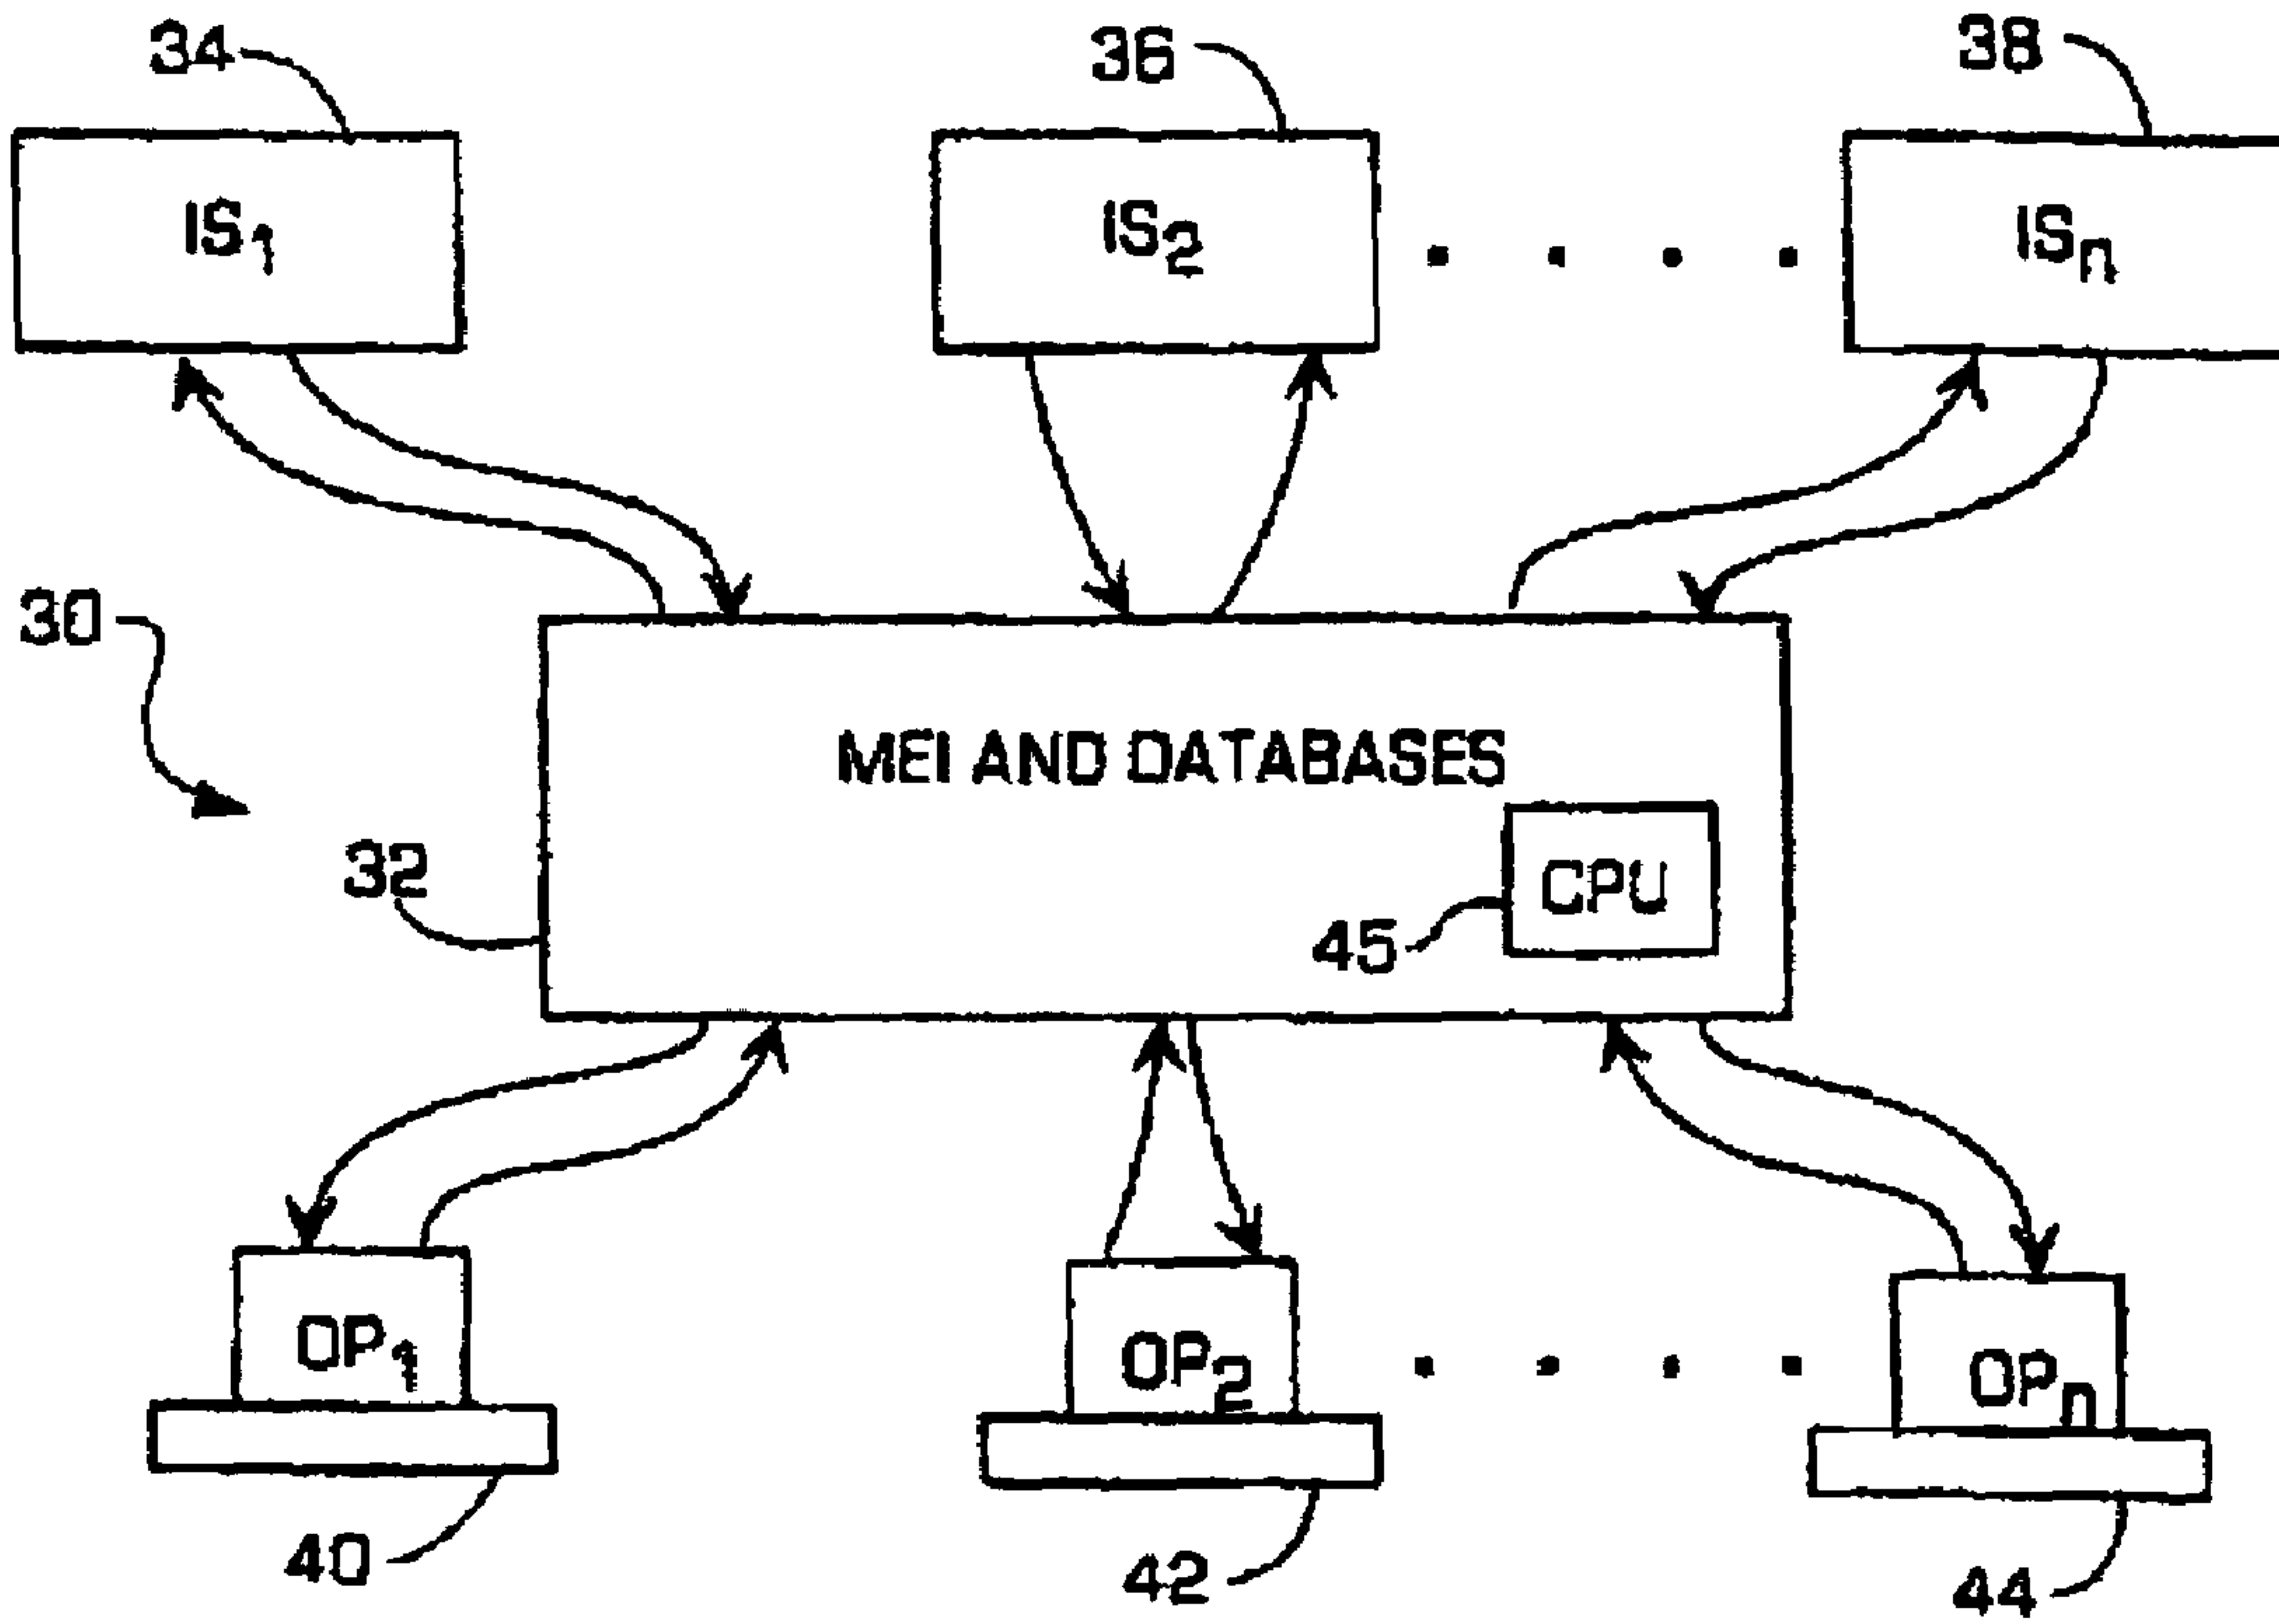 34
36
38
IS₁
IS₂
ISₙ
30
MEI AND DATABASES
32
CPU
45
OP₁
OP₂
OPₙ
40
42
44